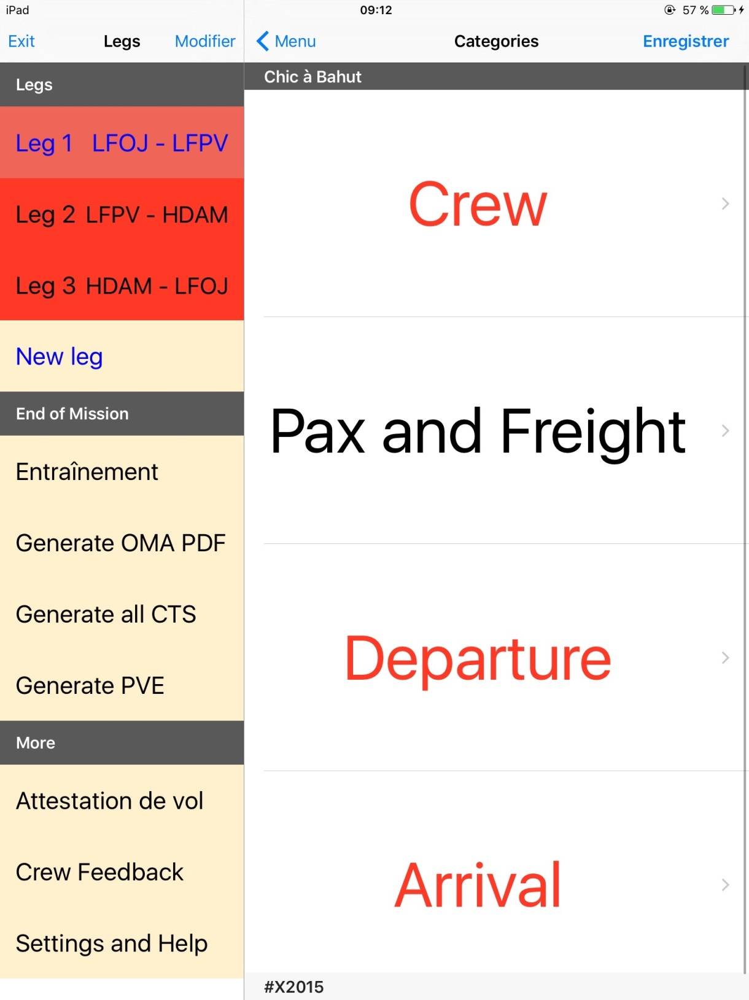 iPad 09:12 57 %
Exit Legs Modifier
Legs
Leg 1 LFOJ - LFPV
Leg 2 LFPV - HDAM
Leg 3 HDAM - LFOJ
New leg
End of Mission
Entraînement
Generate OMA PDF
Generate all CTS
Generate PVE
More
Attestation de vol
Crew Feedback
Settings and Help
Menu Categories Enregistrer
Chic à Bahut
Crew
Pax and Freight
Departure
Arrival
#X2015